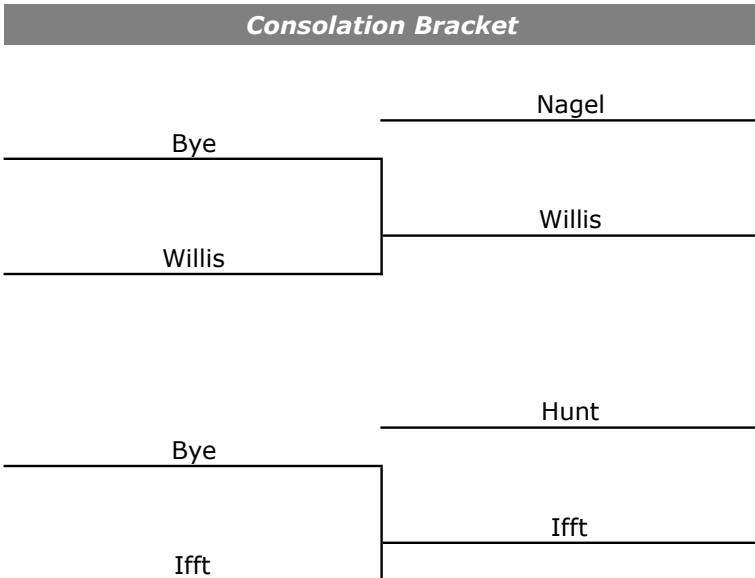 Consolation Bracket
Nagel
Bye
Willis
Willis
Hunt
Bye
Ifft
Ifft